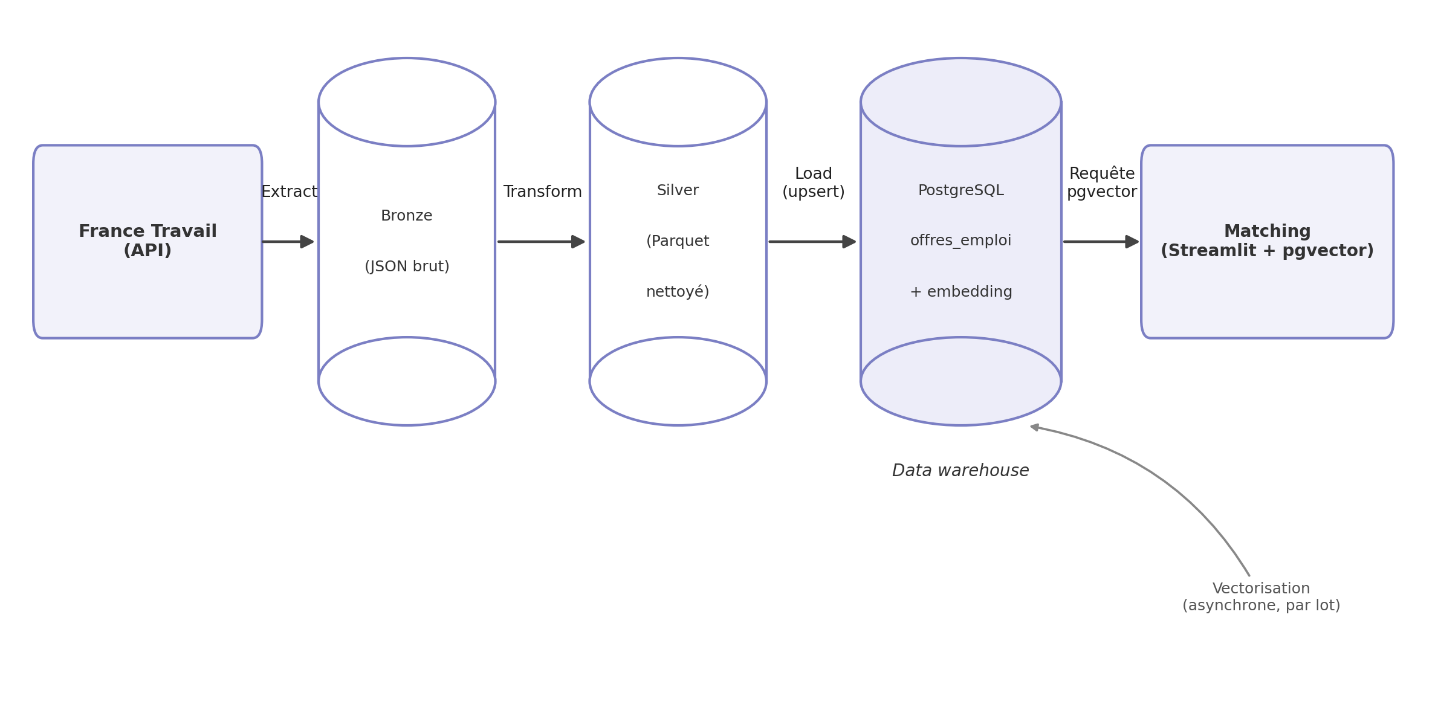 France Travail
(API)
Extract
Bronze
(JSON brut)
Transform
Silver
(Parquet
nettoyé)
Load
(upsert)
PostgreSQL
offres_emploi
+ embedding
Requête
pgvector
Matching
(Streamlit + pgvector)
Data warehouse
Vectorisation
(asynchrone, par lot)